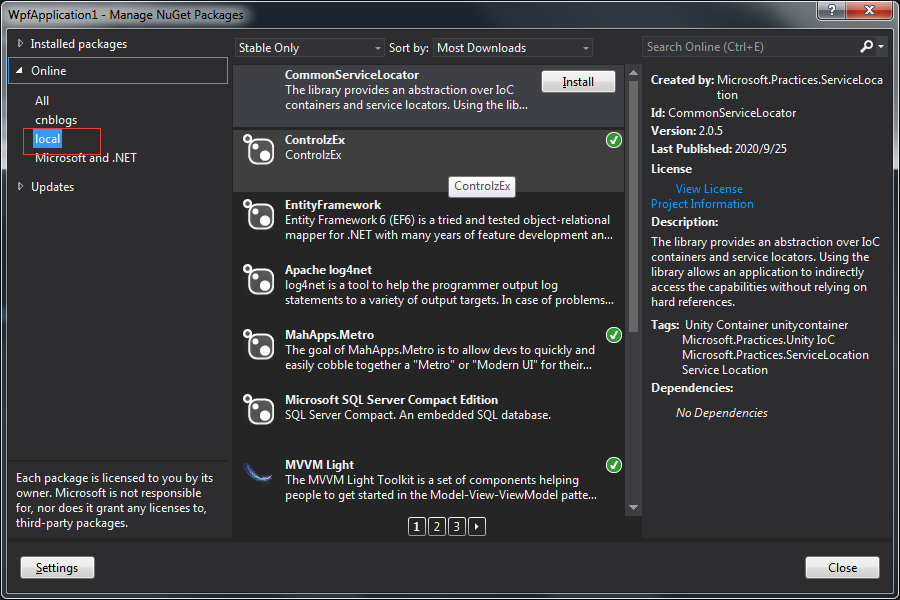 WpfApplication1 - Manage NuGet Packages
?
Installed packages
Online
All
cnblogs
local
Microsoft and .NET
Updates
Each package is licensed to you by its
owner. Microsoft is not responsible
for, nor does it grant any licenses to,
third-party packages.
Settings
Stable Only
Sort by:
Most Downloads
CommonServiceLocator
The library provides an abstraction over IoC
containers and service locators. Using the lib...
Install
ControlzEx
ControlzEx
ControlzEx
EntityFramework
Entity Framework 6 (EF6) is a tried and tested object-relational
mapper for .NET with many years of feature development an...
Apache log4net
log4net is a tool to help the programmer output log
statements to a variety of output targets. In case of problems...
MahApps.Metro
The goal of MahApps.Metro is to allow devs to quickly and
easily cobble together a "Metro" or "Modern UI" for their...
Microsoft SQL Server Compact Edition
SQL Server Compact. An embedded SQL database.
MVVM Light
The MVVM Light Toolkit is a set of components helping
people to get started in the Model-View-ViewModel patte...
1 2 3
Search Online (Ctrl+E)
Created by: Microsoft.Practices.ServiceLoca
tion
Id: CommonServiceLocator
Version: 2.0.5
Last Published: 2020/9/25
License
View License
Project Information
Description:
The library provides an abstraction over IoC
containers and service locators. Using the
library allows an application to indirectly
access the capabilities without relying on
hard references.
Tags: Unity Container unitycontainer
Microsoft.Practices.Unity IoC
Microsoft.Practices.ServiceLocation
Service Location
Dependencies:
No Dependencies
Close